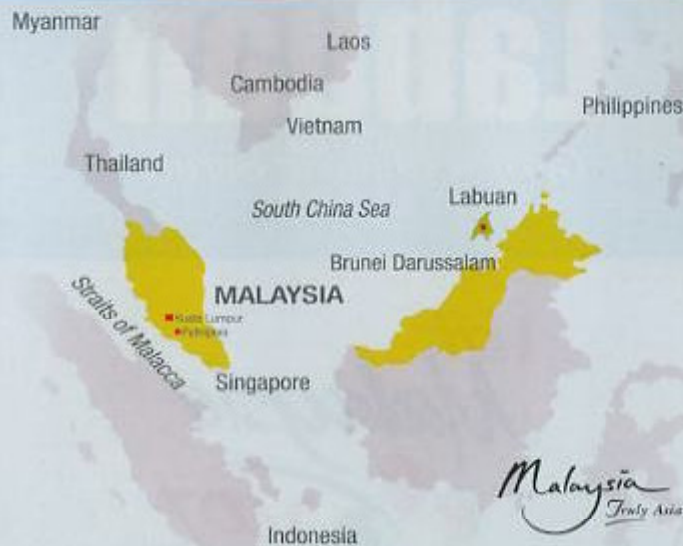 Myanmar
Laos
Cambodia
Philippines
Vietnam
Thailand
Labuan
South China Sea
Brunei Darussalam
MALAYSIA
Straits of Malacca
Kuala Lumpur
Putrajaya
Singapore
Malaysia
Truly Asia
Indonesia